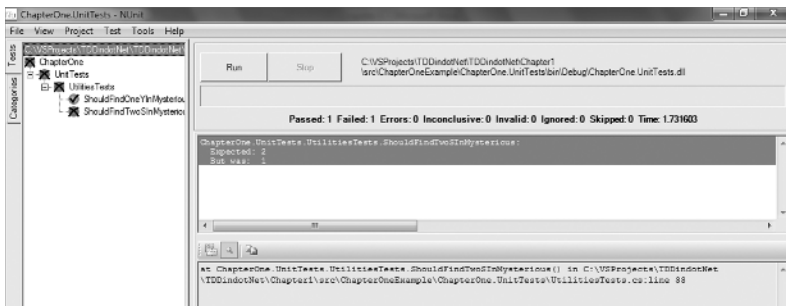 ChapterOne.UnitTests - NUnit
File View Project Test Tools Help
Tests
Categories
C:\VSProjects\TDDindotNet\TDDindotNet\
ChapterOne
UnitTests
UtilitiesTests
ShouldFindOneYInMysteriou
ShouldFindTwoSInMysteriou
Run
Stop
C:\VSProjects\TDDindotNet\TDDindotNet\Chapter1
\src\ChapterOneExample\ChapterOne.UnitTests\bin\Debug\ChapterOne.UnitTests.dll
Passed: 1 Failed: 1 Errors: 0 Inconclusive: 0 Invalid: 0 Ignored: 0 Skipped: 0 Time: 1.731603
ChapterOne.UnitTests.UtilitiesTests.ShouldFindTwoSInMysterious:
Expected: 2
But was: 1
at ChapterOne.UnitTests.UtilitiesTests.ShouldFindTwoSInMysterious() in C:\VSProjects\TDDindotNet
\TDDindotNet\Chapter1\src\ChapterOneExample\ChapterOne.UnitTests\UtilitiesTests.cs:line 38